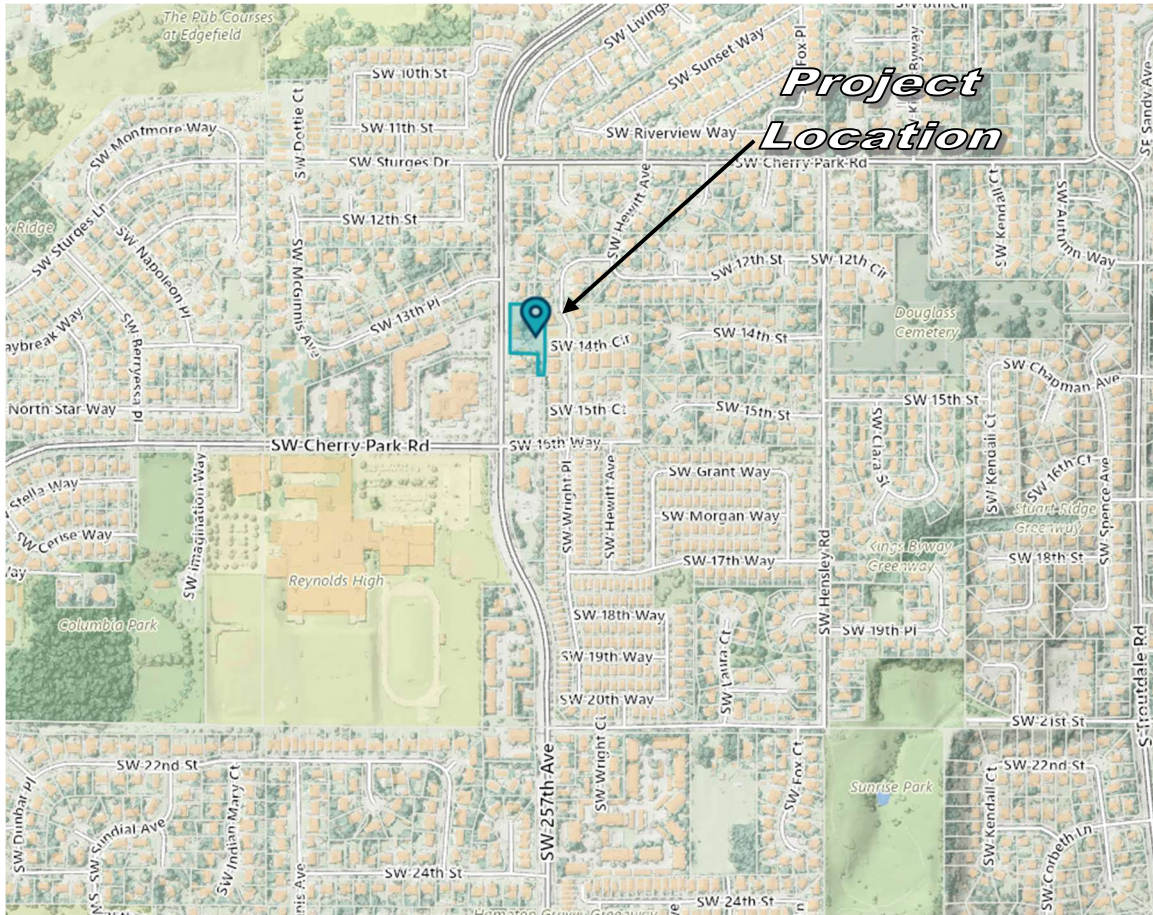 The Pub Courses
at Edgefield
SW Sunset Way
Project
Location
SW 10th St
SW Dottie Ct
SW 11th St
SW Montmore Way
SW Riverview Way
SE Sandy Ave
SW Sturges Dr
SW Cherry Park Rd
SW Hewitt Ave
SW Kendall Ct
SW Autumn Way
SW 12th St
SW Sturges Ln
SW Napoleon Pl
SW McGinnis Ave
SW 12th St
SW 12th Cir
SW 13th Pl
Douglass
Cemetery
SW 14th Cir
SW 14th St
SW Berryessa Pl
SW Chapman Ave
North Star Way
SW 15th Ct
SW 15th St
SW 15th St
SW Cherry Park Rd
SW 16th Way
SW Clara St
SW Kendall Ct
SW 16th Ct
SW Spence Ave
Stella Way
SW Imagination Way
SW Wright Pl
SW Hewitt Ave
SW Grant Way
SW Morgan Way
Stuart Ridge
Greenway
SW Cerise Way
SW 17th Way
Kings Byway
Greenway
SW 18th St
Reynolds High
SW Hensley Rd
Columbia Park
SW 18th Way
SW 19th Pl
SW 19th Way
SW Laura Ct
SW 20th Way
S Troutdale Rd
SW 21st St
SW 22nd St
SW 257th Ave
SW Wright Ct
SW Fox Ct
SW 22nd St
Sunrise Park
SW Dunbar Pl
SW Sundial Ave
SW Indian Mary Ct
SW Kendall Ct
SW Corbeth Ln
SW 24th St
SW 24th St